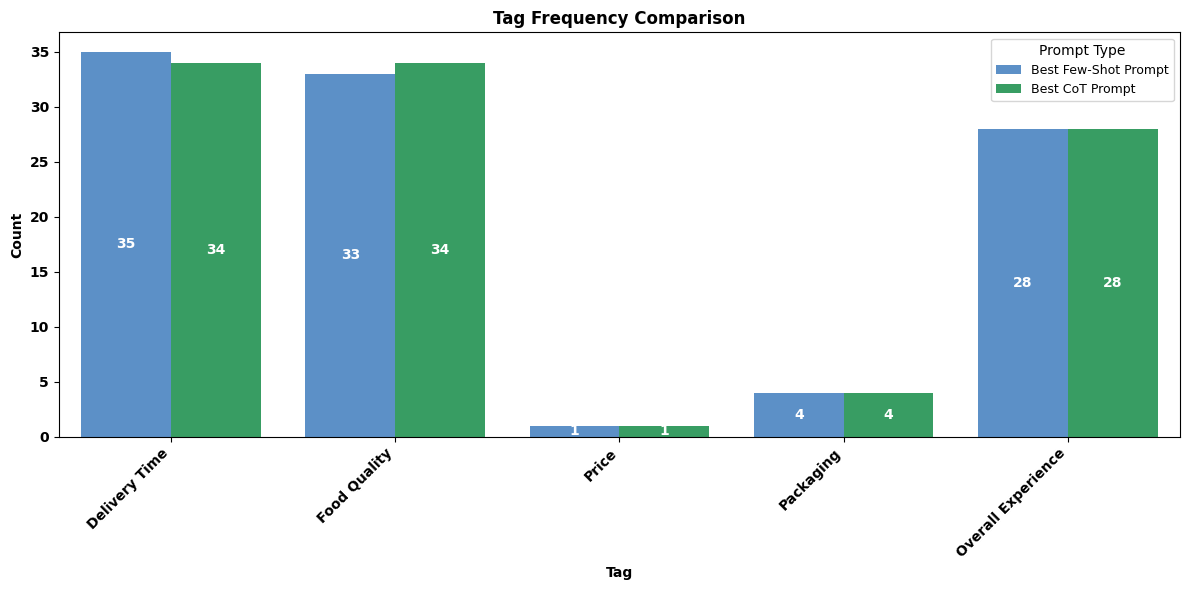 Tag Frequency Comparison
Prompt Type
Best Few-Shot Prompt
Best CoT Prompt
Count
35
30
25
20
15
10
5
0
35
34
33
34
1
1
4
4
28
28
Delivery Time
Food Quality
Price
Packaging
Overall Experience
Tag